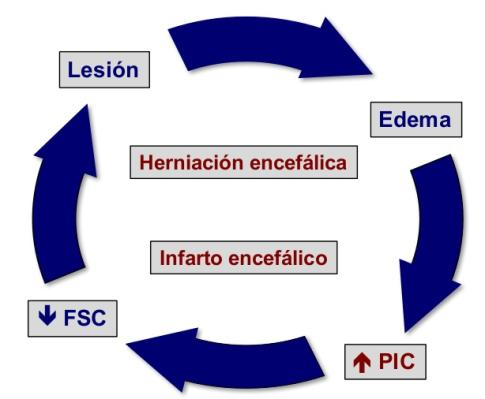 Lesión
Edema
Herniación encefálica
Infarto encefálico
🡻 FSC
🡹 PIC